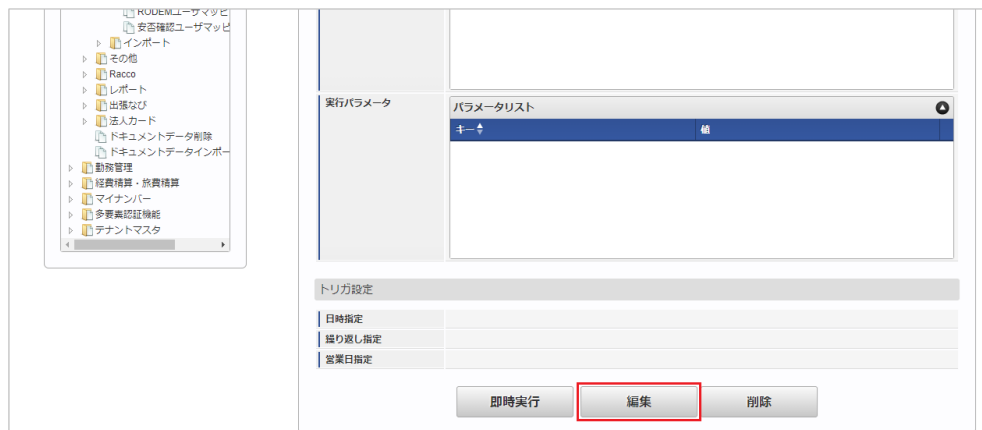 RODEMユーザマッピ
安否確認ユーザマッピ
インポート
その他
Racco
レポート
出張なび
法人カード
ドキュメントデータ削除
ドキュメントデータインポー
勤務管理
経費精算・旅費精算
マイナンバー
多要素認証機能
テナントマスタ
実行パラメータ
パラメータリスト
キー 値
トリガ設定
日時指定
繰り返し指定
営業日指定
即時実行 編集 削除